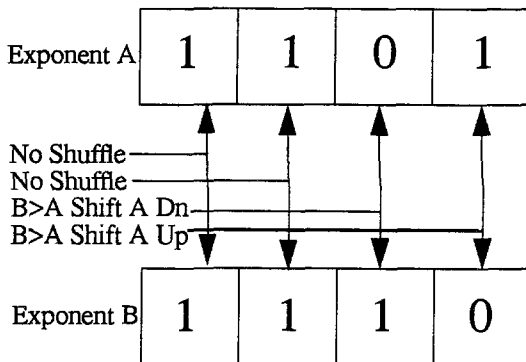 Exponent A 1 1 0 1
No Shuffle
No Shuffle
B>A Shift A Dn
B>A Shift A Up
Exponent B 1 1 1 0